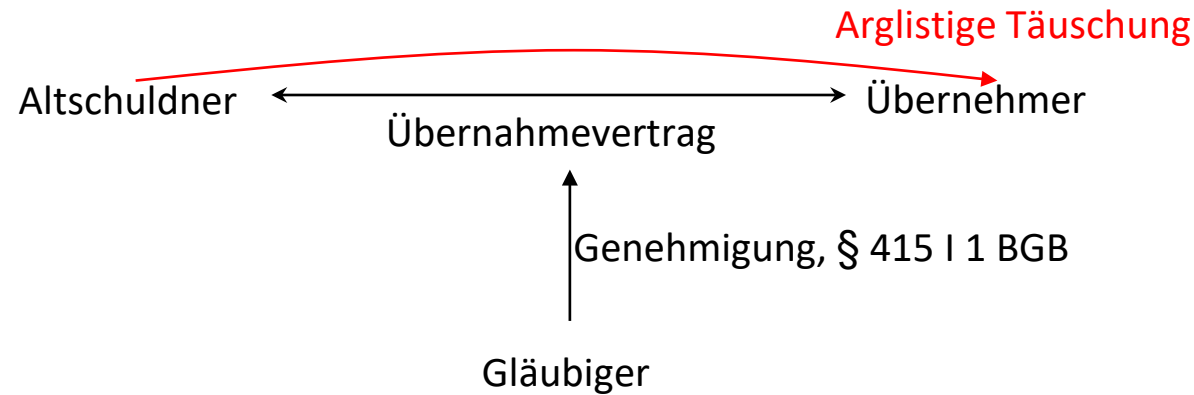 Arglistige Täuschung
Altschuldner
Übernehmer
Übernahmevertrag
Genehmigung, § 415 I 1 BGB
Gläubiger